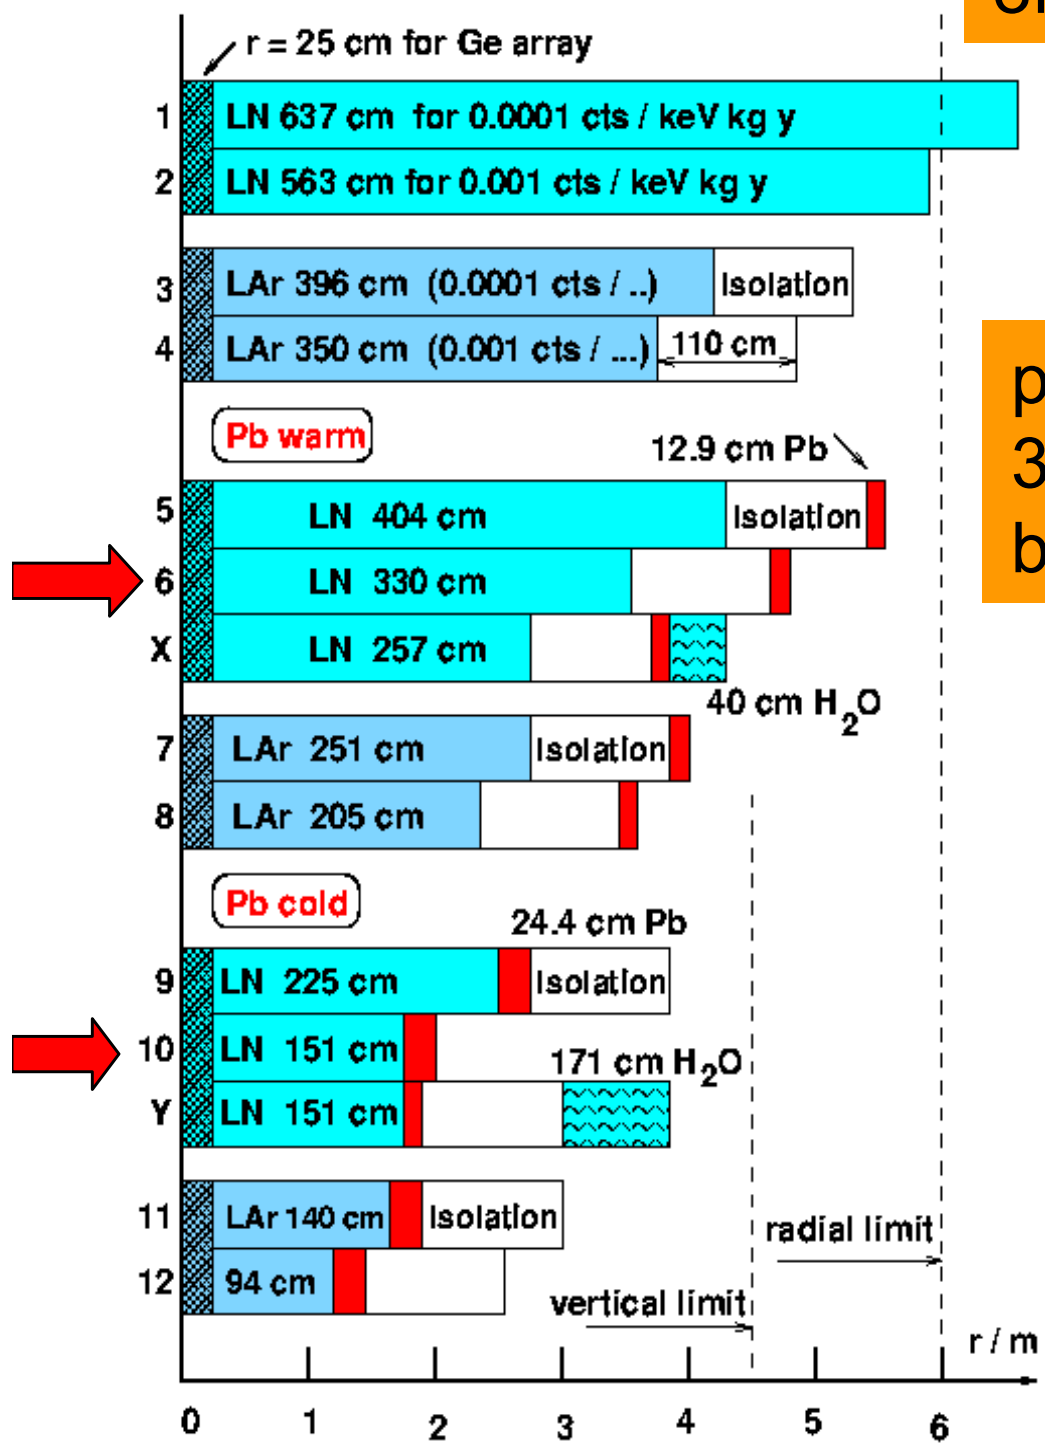 r = 25 cm for Ge array
1 LN 637 cm for 0.0001 cts / keV kg y
2 LN 563 cm for 0.001 cts / keV kg y
3 LAr 396 cm (0.0001 cts / ..) Isolation
4 LAr 350 cm (0.001 cts / ...) 110 cm
p
3
b
Pb warm
12.9 cm Pb
5 LN 404 cm Isolation
6 LN 330 cm
X LN 257 cm
40 cm H2O
7 LAr 251 cm Isolation
8 LAr 205 cm
Pb cold
24.4 cm Pb
9 LN 225 cm Isolation
10 LN 151 cm
171 cm H2O
Y LN 151 cm
11 LAr 140 cm Isolation
radial limit
12 94 cm
vertical limit
r / m
0 1 2 3 4 5 6